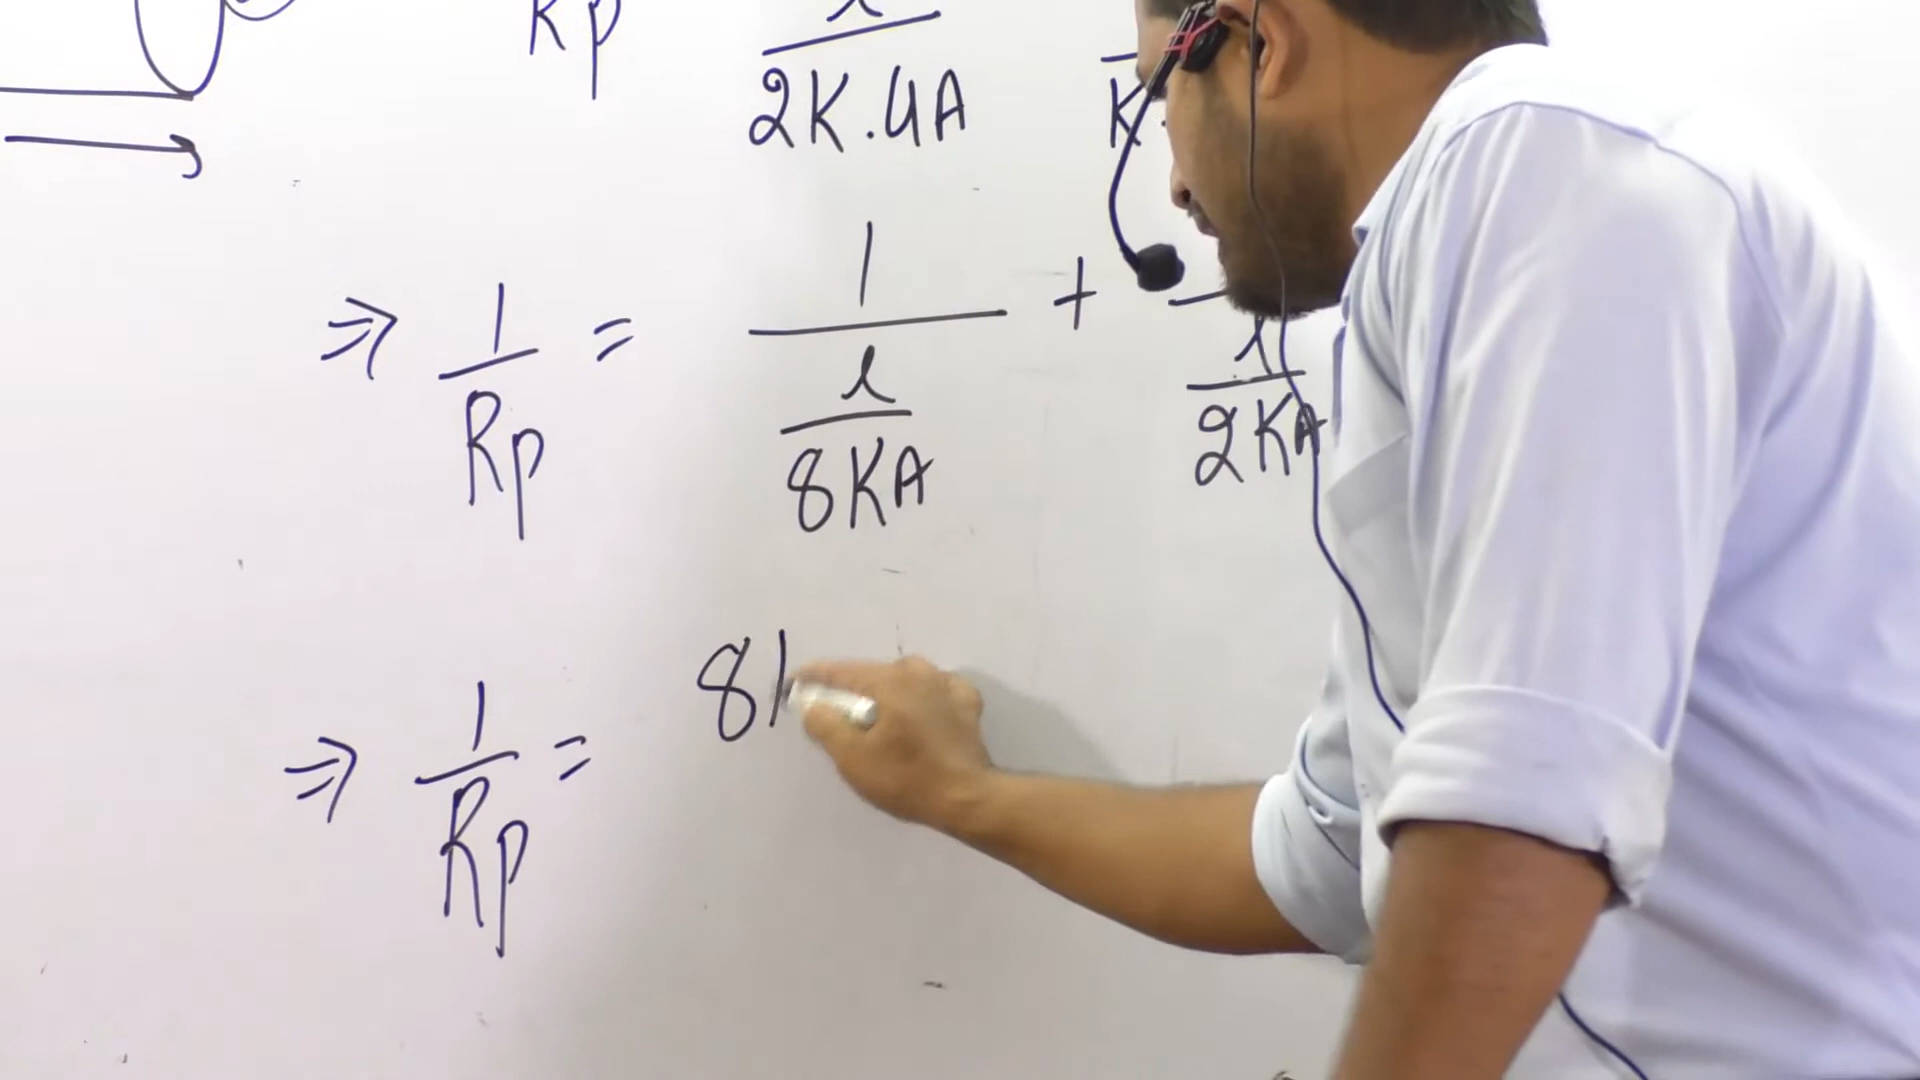 Rp 2K.4A K
⇒ 1/Rp = 1/(l/8KA) + 1/(l/2KA)
⇒ 1/Rp = 8